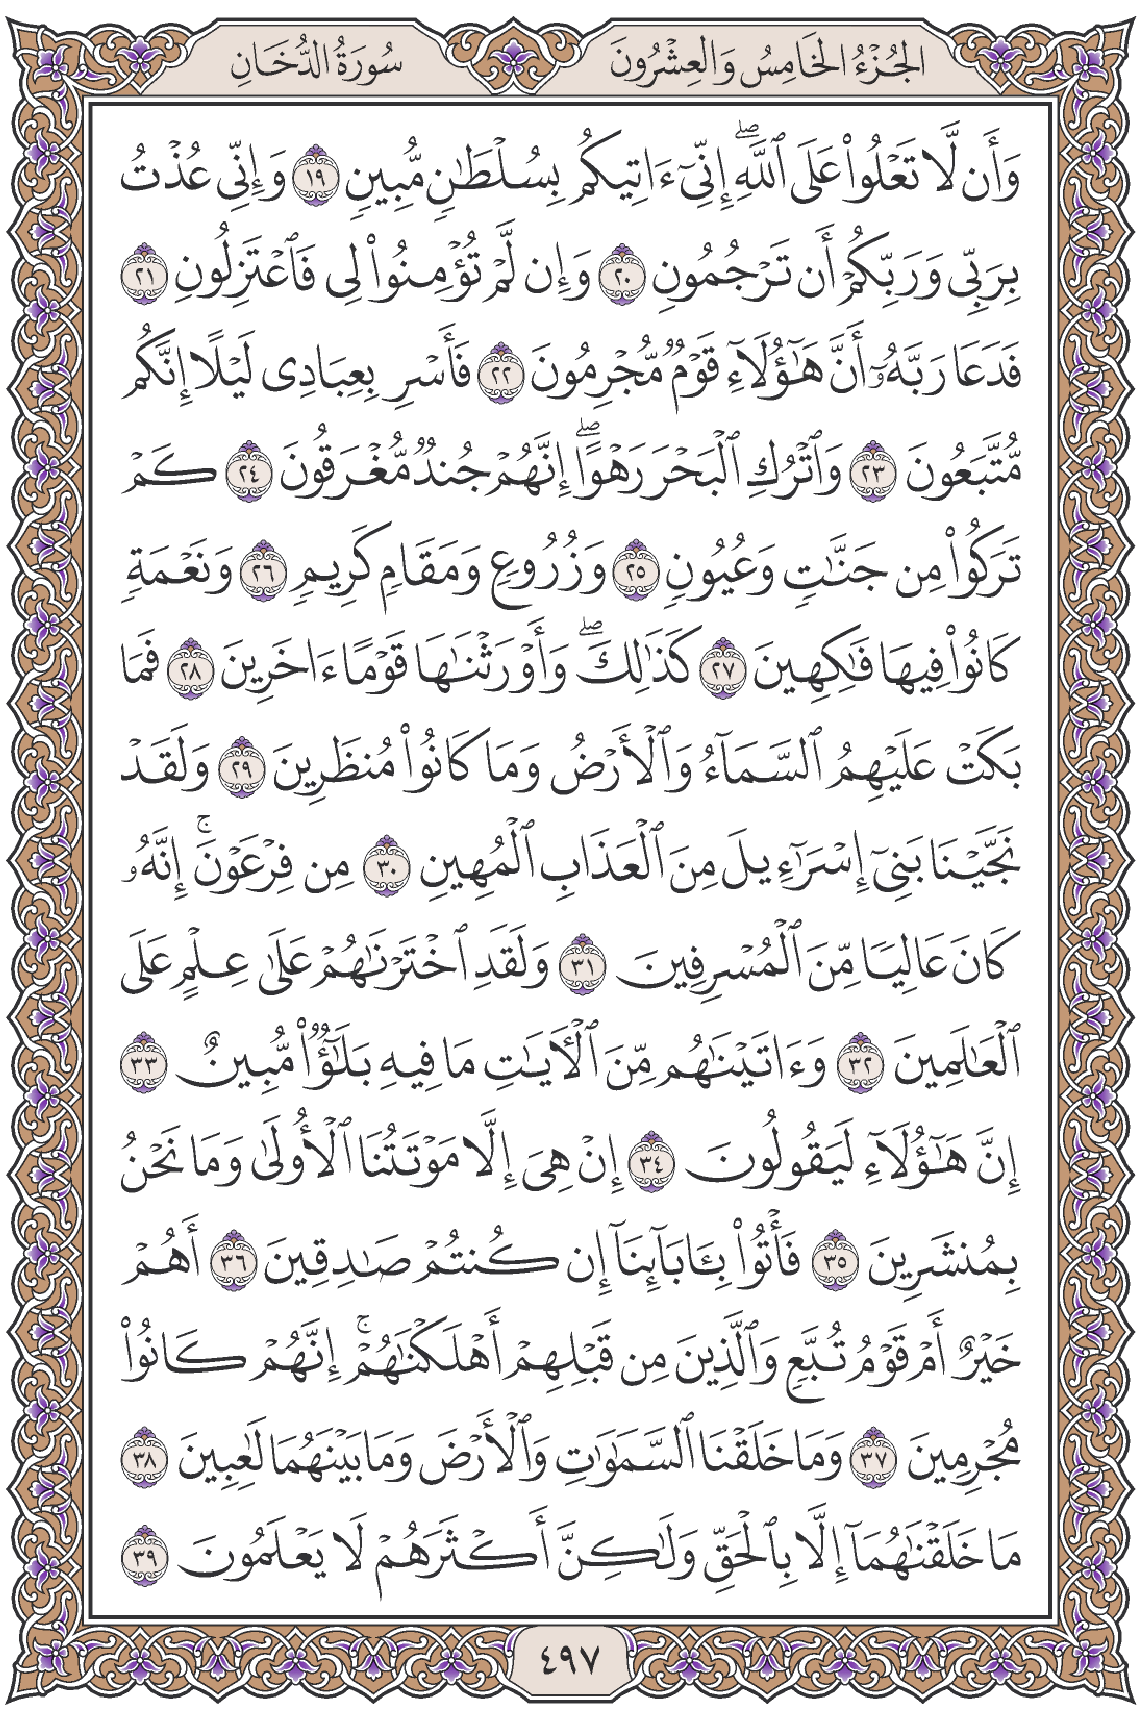 الجُزْءُ الخَامِسُ وَالعِشْرُونَ
سُورَةُ الدُّخَانِ
وَأَن لَّا تَعْلُوا۟ عَلَى ٱللَّهِ ۖ إِنِّىٓ ءَاتِيكُم بِسُلْطَـٰنٍ مُّبِينٍ ١٩ وَإِنِّى عُذْتُ
بِرَبِّى وَرَبِّكُمْ أَن تَرْجُمُونِ ٢٠ وَإِن لَّمْ تُؤْمِنُوا۟ لِى فَٱعْتَزِلُونِ ٢١
فَدَعَا رَبَّهُۥٓ أَنَّ هَـٰٓؤُلَآءِ قَوْمٌ مُّجْرِمُونَ ٢٢ فَأَسْرِ بِعِبَادِى لَيْلًا إِنَّكُم
مُّتَّبَعُونَ ٢٣ وَٱتْرُكِ ٱلْبَحْرَ رَهْوًا ۖ إِنَّهُمْ جُندٌ مُّغْرَقُونَ ٢٤ كَمْ
تَرَكُوا۟ مِن جَنَّـٰتٍ وَعُيُونٍ ٢٥ وَزُرُوعٍ وَمَقَامٍ كَرِيمٍ ٢٦ وَنَعْمَةٍ
كَانُوا۟ فِيهَا فَـٰكِهِينَ ٢٧ كَذَٰلِكَ ۖ وَأَوْرَثْنَـٰهَا قَوْمًا ءَاخَرِينَ ٢٨ فَمَا
بَكَتْ عَلَيْهِمُ ٱلسَّمَآءُ وَٱلْأَرْضُ وَمَا كَانُوا۟ مُنظَرِينَ ٢٩ وَلَقَدْ
نَجَّيْنَا بَنِىٓ إِسْرَٰٓءِيلَ مِنَ ٱلْعَذَابِ ٱلْمُهِينِ ٣٠ مِن فِرْعَوْنَ ۚ إِنَّهُۥ
كَانَ عَالِيًا مِّنَ ٱلْمُسْرِفِينَ ٣١ وَلَقَدِ ٱخْتَرْنَـٰهُمْ عَلَىٰ عِلْمٍ عَلَى
ٱلْعَـٰلَمِينَ ٣٢ وَءَاتَيْنَـٰهُم مِّنَ ٱلْـَٔايَـٰتِ مَا فِيهِ بَلَـٰٓؤٌا۟ مُّبِينٌ ٣٣
إِنَّ هَـٰٓؤُلَآءِ لَيَقُولُونَ ٣٤ إِنْ هِىَ إِلَّا مَوْتَتُنَا ٱلْأُولَىٰ وَمَا نَحْنُ
بِمُنشَرِينَ ٣٥ فَأْتُوا۟ بِـَٔابَآئِنَآ إِن كُنتُمْ صَـٰدِقِينَ ٣٦ أَهُمْ
خَيْرٌ أَمْ قَوْمُ تُبَّعٍ وَٱلَّذِينَ مِن قَبْلِهِمْ أَهْلَكْنَـٰهُمْ ۚ إِنَّهُمْ كَانُوا۟
مُجْرِمِينَ ٣٧ وَمَا خَلَقْنَا ٱلسَّمَـٰوَٰتِ وَٱلْأَرْضَ وَمَا بَيْنَهُمَا لَـٰعِبِينَ ٣٨
مَا خَلَقْنَـٰهُمَآ إِلَّا بِٱلْحَقِّ وَلَـٰكِنَّ أَكْثَرَهُمْ لَا يَعْلَمُونَ ٣٩
٤٩٧